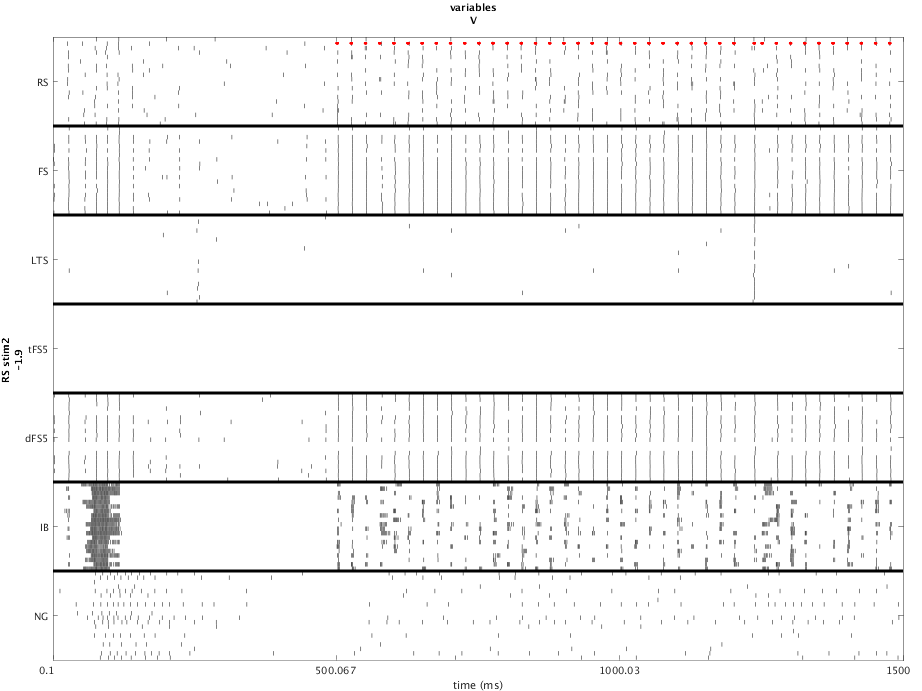 variables
V
RS
FS
LTS
tFS5
dFS5
IB
NG
RS stim2
-1.9
0.1
500.067
1000.03
1500
time (ms)